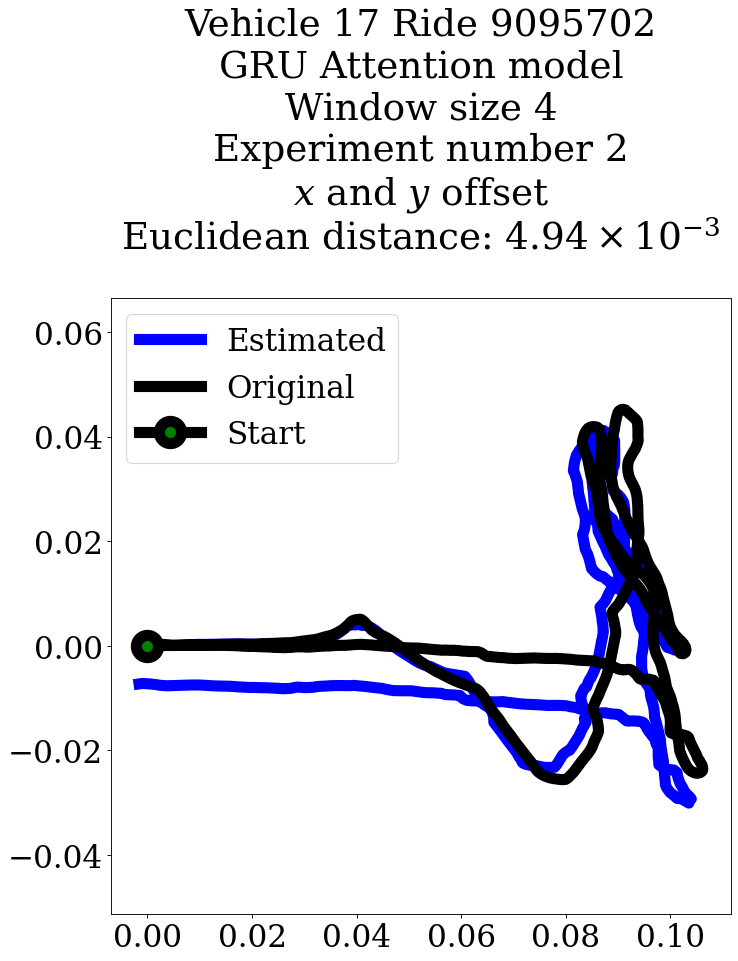 Vehicle 17 Ride 9095702
GRU Attention model
Window size 4
Experiment number 2
x and y offset
Euclidean distance: 4.94 × 10⁻³
Estimated
Original
Start
0.06
0.04
0.02
0.00
−0.02
−0.04
0.00 0.02 0.04 0.06 0.08 0.10